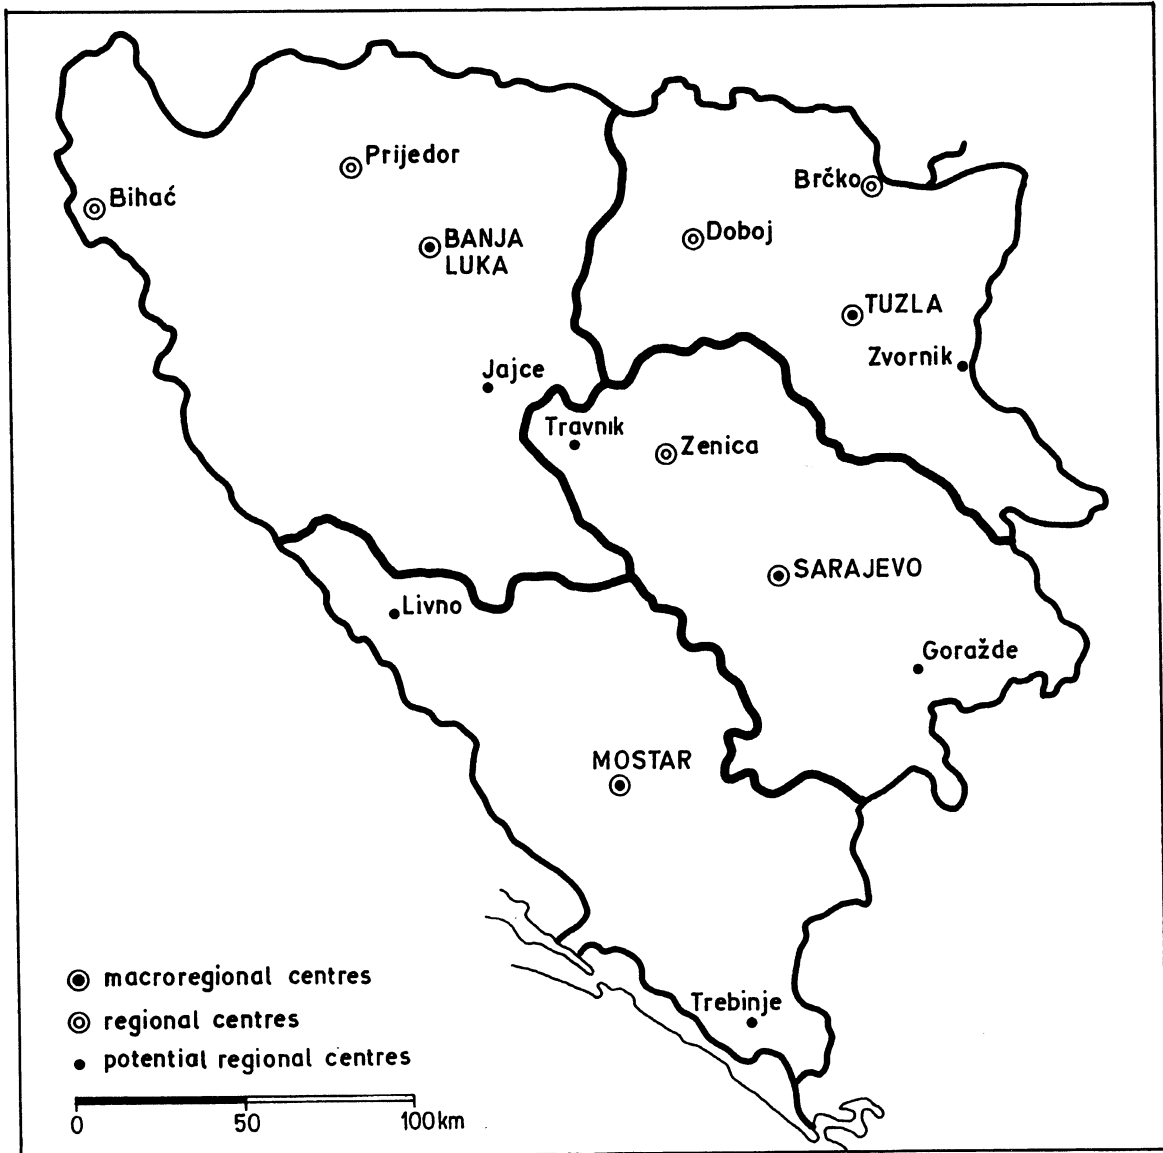 Prijedor
Brčko
Bihać
Doboj
BANJA
LUKA
TUZLA
Zvornik
Jajce
Travnik
Zenica
SARAJEVO
Livno
Goražde
MOSTAR
macroregional centres
Trebinje
regional centres
potential regional centres
0 50 100km